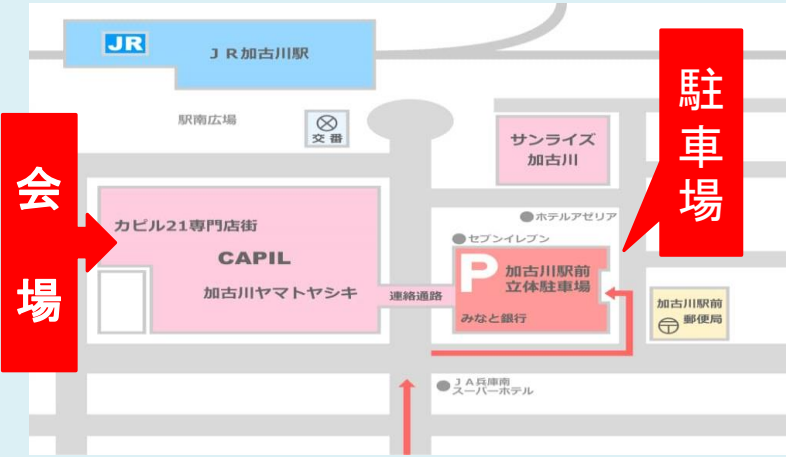 JR
ＪＲ加古川駅
駅南広場
交番
サンライズ
加古川
駐車場
会場
カピル21専門店街
CAPIL
加古川ヤマトヤシキ
連絡通路
ホテルアゼリア
セブンイレブン
P
加古川駅前
立体駐車場
みなと銀行
加古川駅前
〒郵便局
ＪＡ兵庫南
スーパーホテル